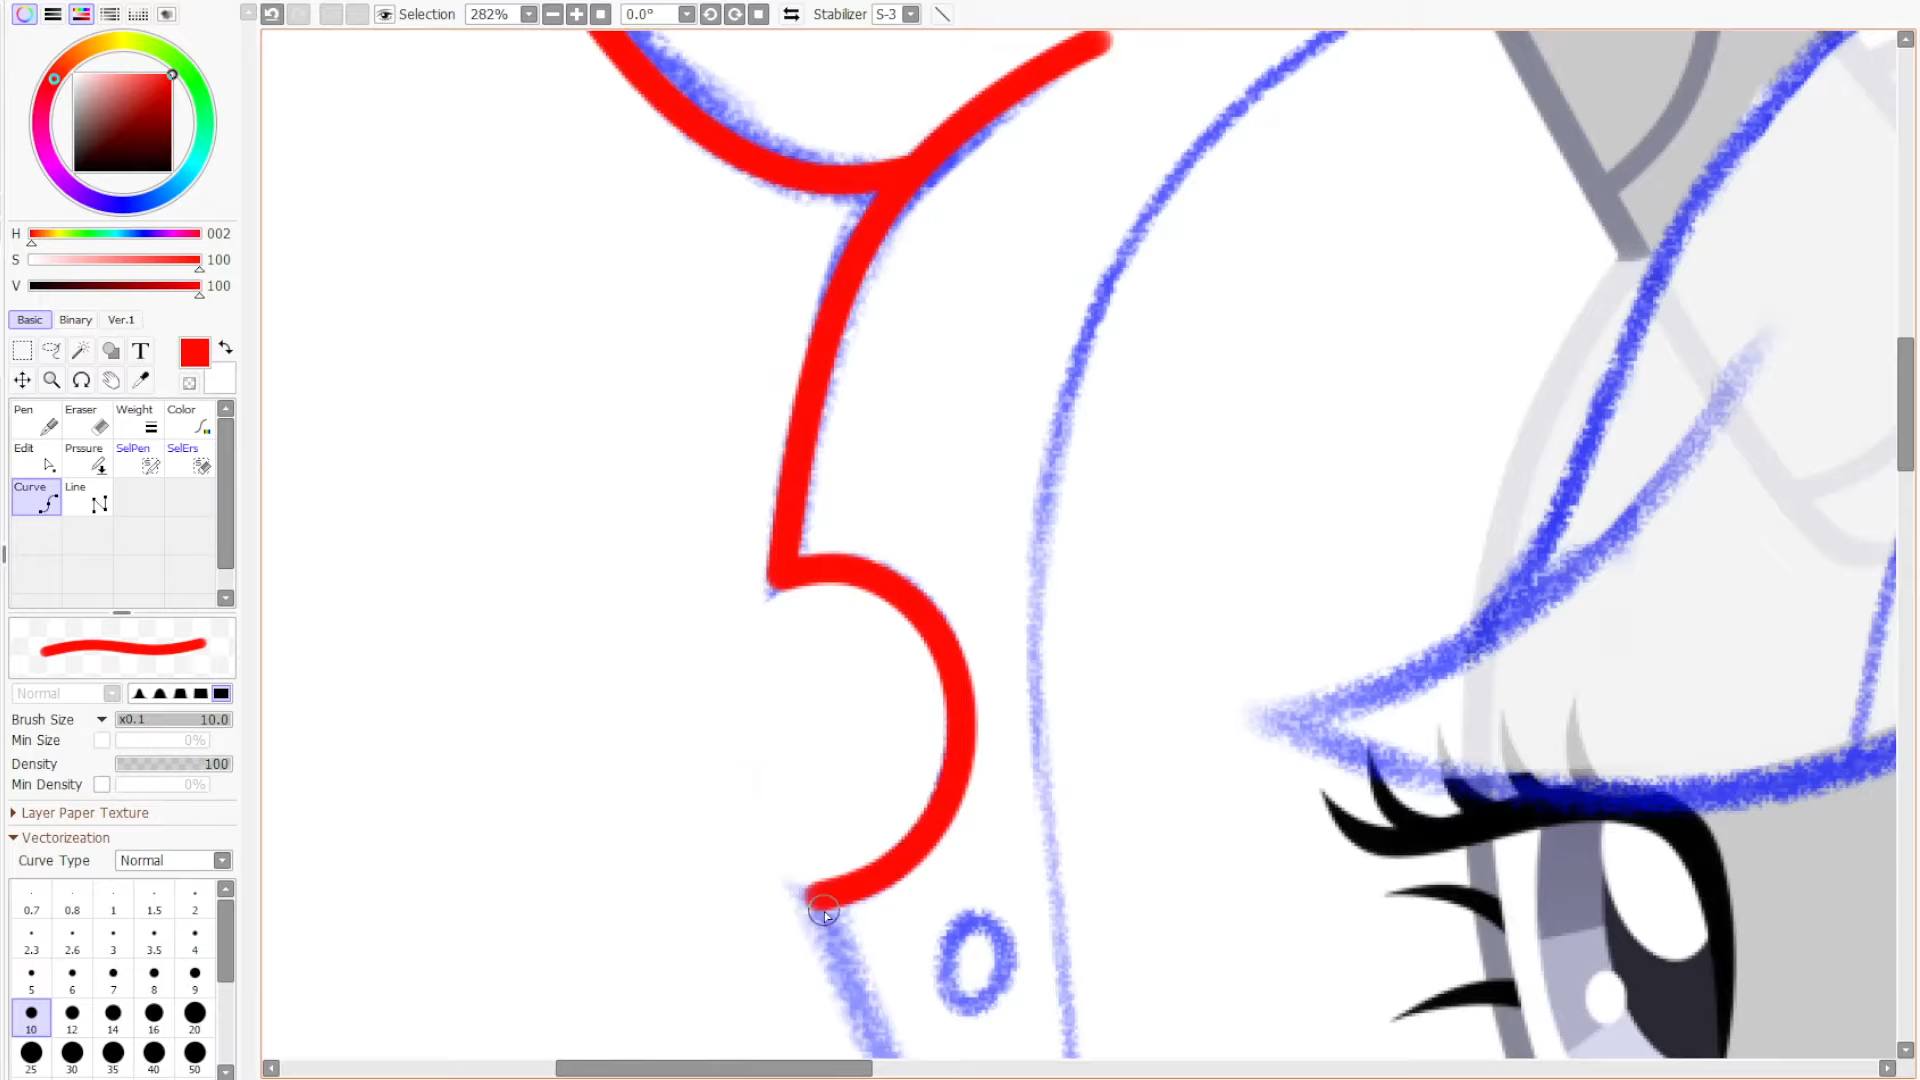 Selection 282% 0.0° Stabilizer S-3
H 002
S 100
V 100
Basic Binary Ver.1
T
Pen Eraser Weight Color
Edit Prssure SelPen SelErs
Curve Line
Normal
Brush Size x0.1 10.0
Min Size 0%
Density 100
Min Density 0%
Layer Paper Texture
Vectorizeation
Curve Type Normal
0.7 0.8 1 1.5 2
2.3 2.6 3 3.5 4
5 6 7 8 9
10 12 14 16 20
25 30 35 40 50